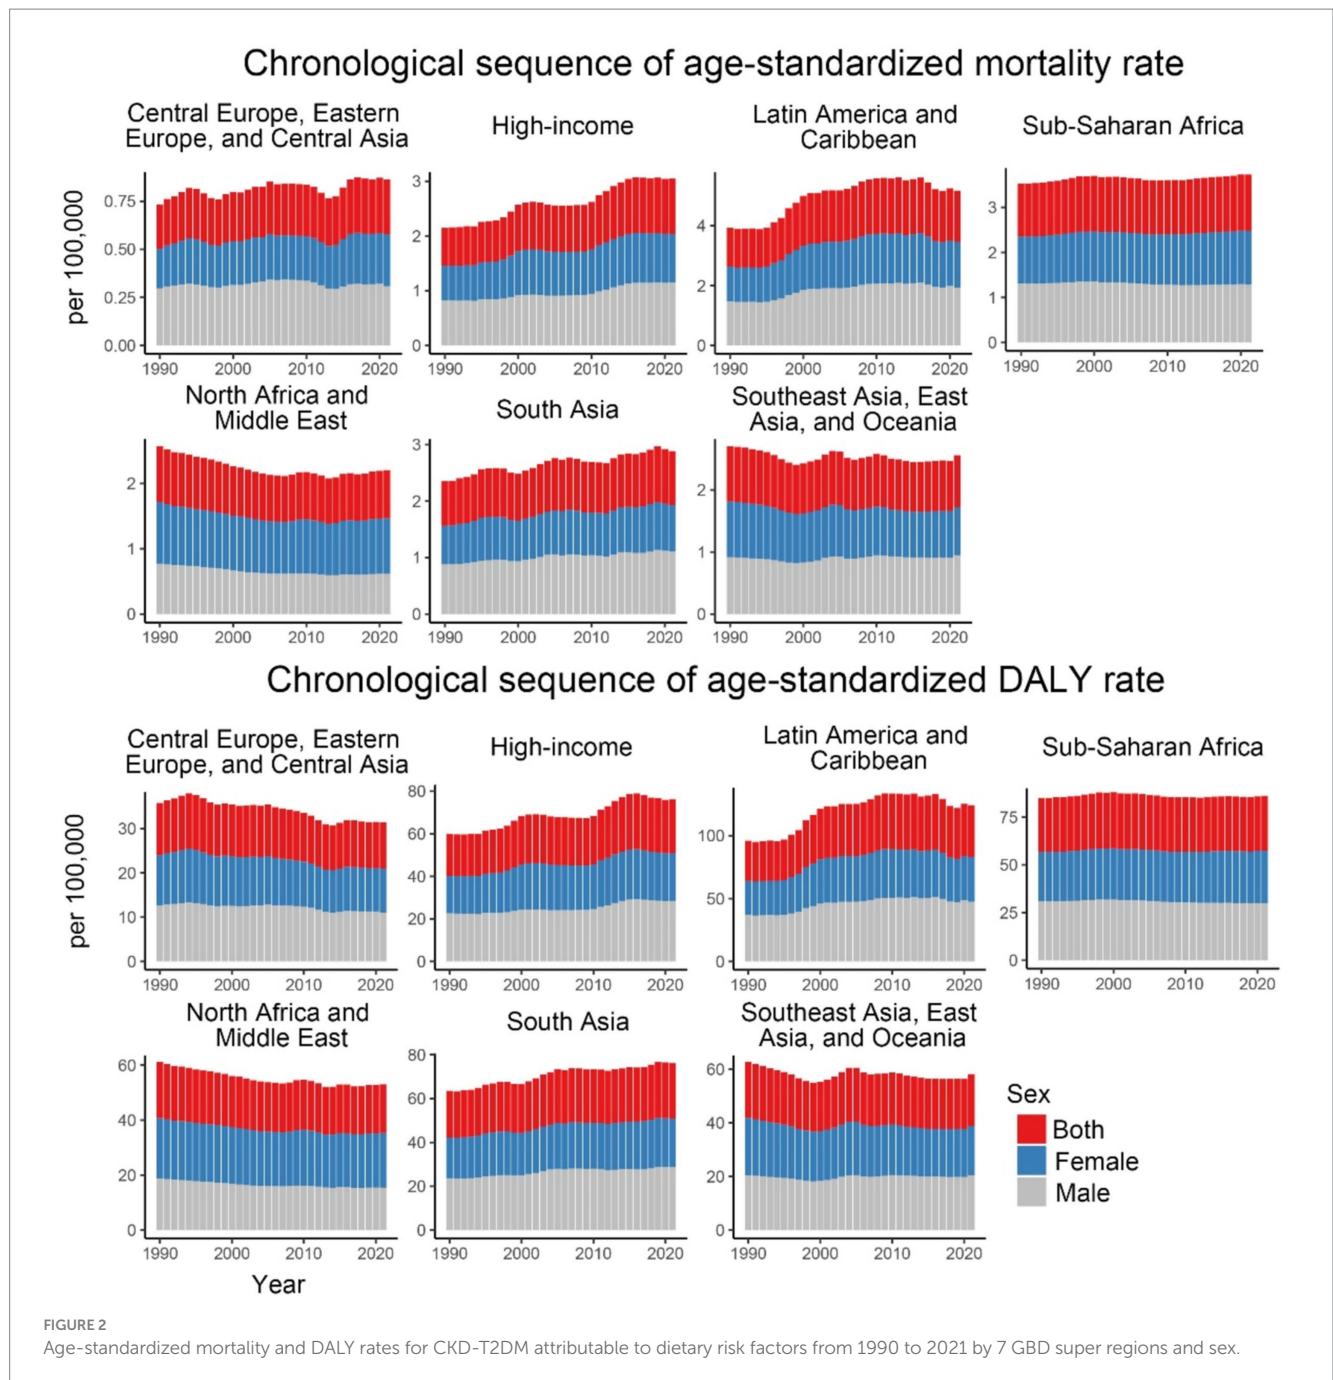 Chronological sequence of age-standardized mortality rate
Central Europe, Eastern
Europe, and Central Asia
High-income
Latin America and
Caribbean
Sub-Saharan Africa
per 100,000
0.75
0.50
0.25
0.00
1990 2000 2010 2020
3
2
1
0
1990 2000 2010 2020
4
2
0
1990 2000 2010 2020
3
2
1
0
1990 2000 2010 2020
North Africa and
Middle East
South Asia
Southeast Asia, East
Asia, and Oceania
2
1
0
1990 2000 2010 2020
3
2
1
0
1990 2000 2010 2020
2
1
0
1990 2000 2010 2020
Chronological sequence of age-standardized DALY rate
Central Europe, Eastern
Europe, and Central Asia
High-income
Latin America and
Caribbean
Sub-Saharan Africa
per 100,000
30
20
10
0
1990 2000 2010 2020
80
60
40
20
0
1990 2000 2010 2020
100
50
0
1990 2000 2010 2020
75
50
25
0
1990 2000 2010 2020
North Africa and
Middle East
South Asia
Southeast Asia, East
Asia, and Oceania
60
40
20
0
1990 2000 2010 2020
80
60
40
20
0
1990 2000 2010 2020
60
40
20
0
1990 2000 2010 2020
Sex
Both
Female
Male
Year
FIGURE 2
Age-standardized mortality and DALY rates for CKD-T2DM attributable to dietary risk factors from 1990 to 2021 by 7 GBD super regions and sex.